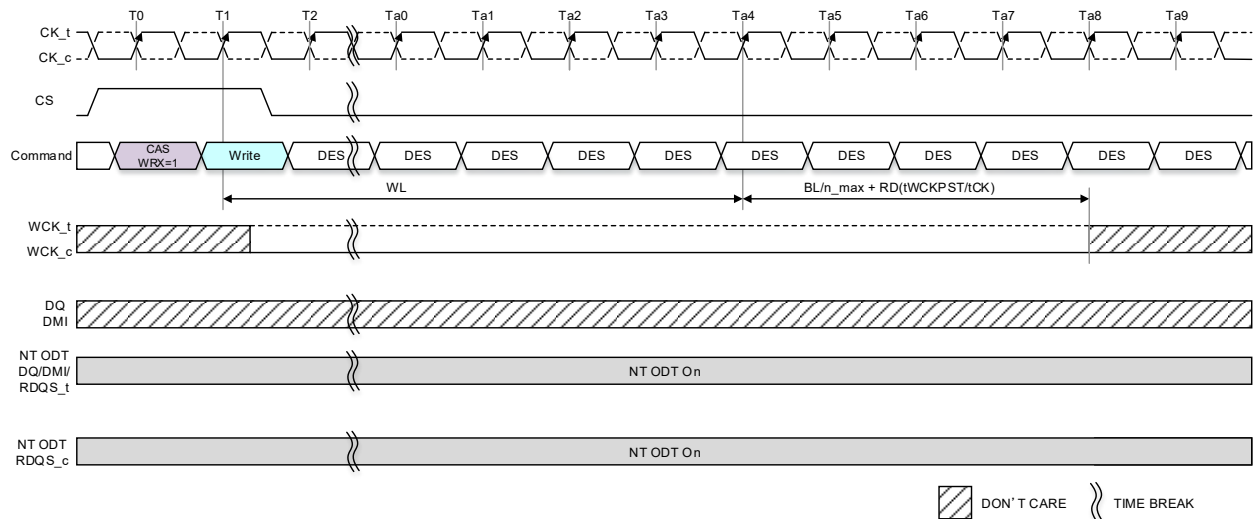 T0 T1 T2 Ta0 Ta1 Ta2 Ta3 Ta4 Ta5 Ta6 Ta7 Ta8 Ta9
CK_t
CK_c
CS
Command
CAS
WRX=1
Write DES DES DES DES DES DES DES DES DES DES DES
WL BL/n_max + RD(tWCKPST/tCK)
WCK_t
WCK_c
DQ
DMI
NT ODT
DQ/DMI/
RDQS_t
NT ODT On
NT ODT
RDQS_c
NT ODT On
DON'T CARE TIME BREAK